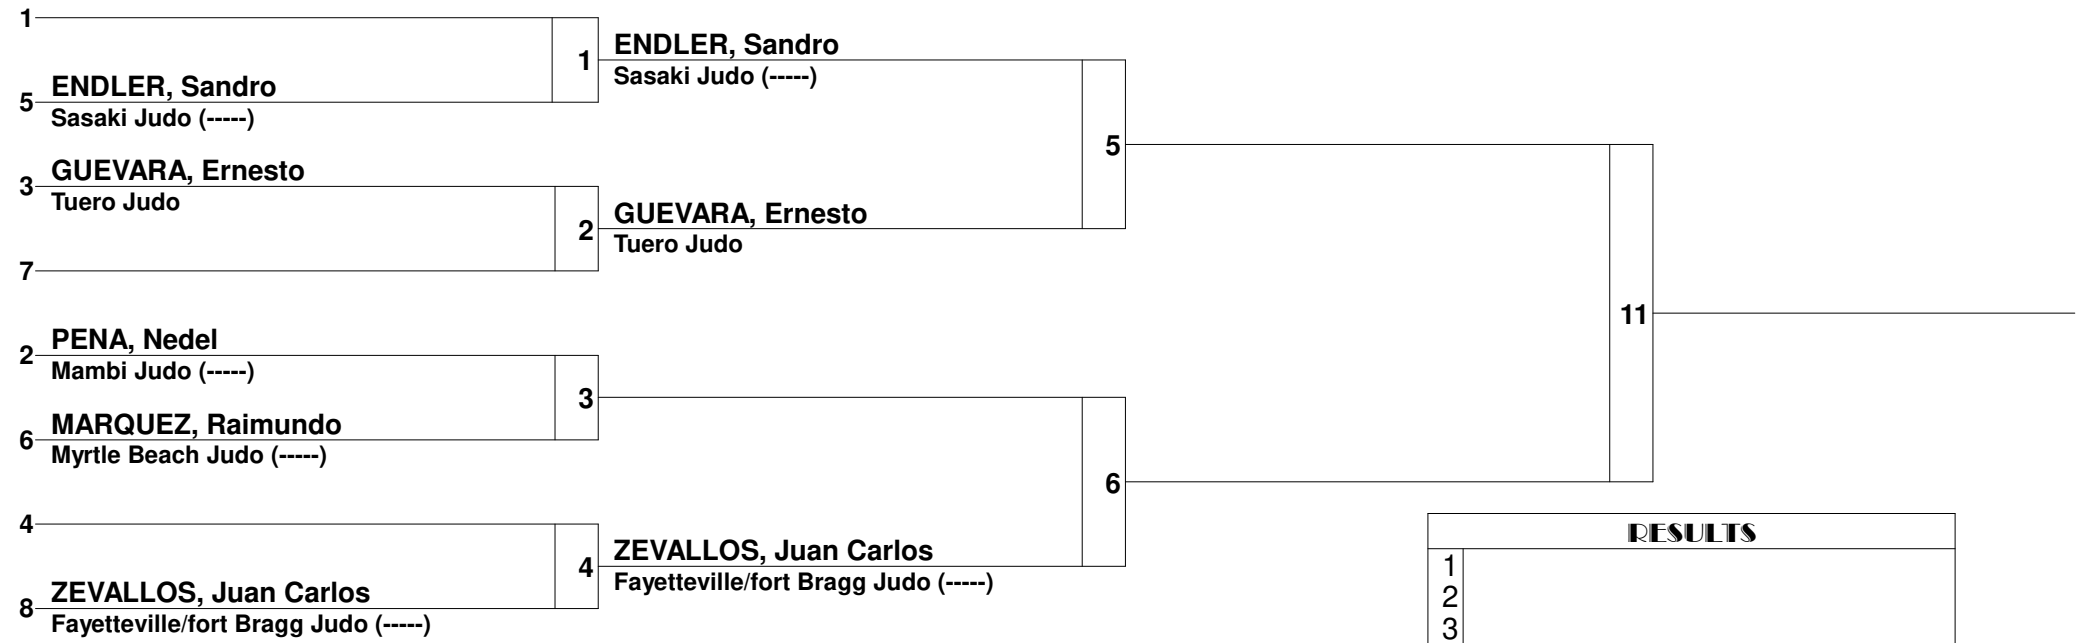 1
1 ENDLER, Sandro
Sasaki Judo (-----)
5 ENDLER, Sandro
Sasaki Judo (-----)
5
3 GUEVARA, Ernesto
Tuero Judo
2 GUEVARA, Ernesto
Tuero Judo
7
11
2 PENA, Nedel
Mambi Judo (-----)
3
6 MARQUEZ, Raimundo
Myrtle Beach Judo (-----)
6
4
4 ZEVALLOS, Juan Carlos
Fayetteville/fort Bragg Judo (-----)
8 ZEVALLOS, Juan Carlos
Fayetteville/fort Bragg Judo (-----)
RESULTS
1
2
3